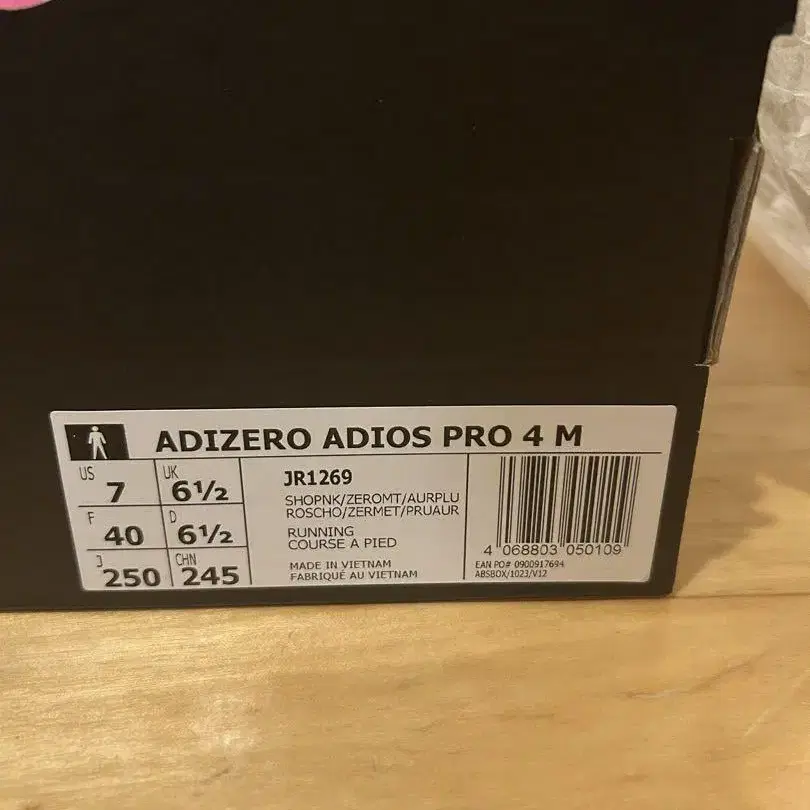 ADIZERO ADIOS PRO 4 M
US 7 UK 6½
F 40 D 6½
J 250 CHN 245
JR1269
SHOPNK/ZEROMT/AURPLU
ROSCHO/ZERMET/PRUAUR
RUNNING
COURSE A PIED
MADE IN VIETNAM
FABRIQUÉ AU VIETNAM
4 068803 050109
EAN PO# 0900917694
ABSBOX/1023/V12